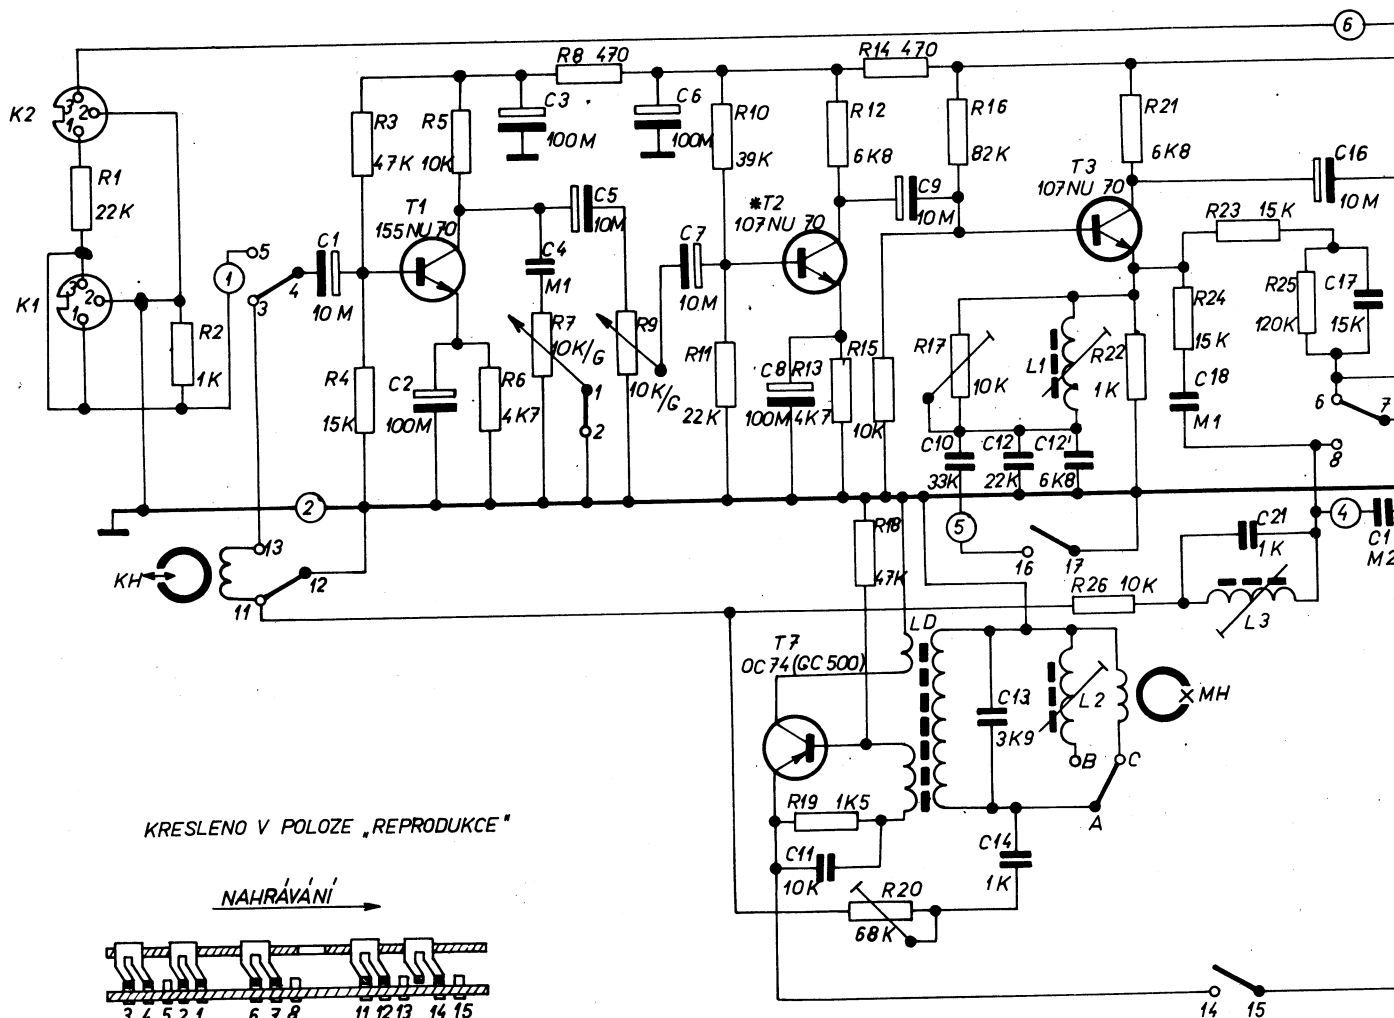 6
R8 470
R14 470
K2
3
2
1
R1
22K
R3
47K
R5
10K
C3
100M
C6
100M
R10
39K
R12
6K8
R16
82K
R21
6K8
T3
107NU 70
C16
10M
T1
155NU 70
C5
10M
*T2
107NU 70
C9
10M
R23 15K
C1
10M
C4
M1
C7
10M
5
1
3
4
K1
3
2
1
R2
1K
R7
10K/G
R9
10K/G
R24
15K
R25
120K
C17
15K
R4
15K
C2
100M
R6
4K7
1
2
R11
22K
C8
100M
R13
4K7
R15
10K
R17
10K
L1
R22
1K
C18
M1
6
7
8
C10
33K
C12
22K
C12'
6K8
2
5
4
C1
M2
C21
1K
R18
47K
16
17
KH
13
12
11
R26 10K
L3
LD
T7
OC74(GC500)
C13
3K9
L2
MH
B
C
A
R19 1K5
C11
10K
C14
1K
R20
68K
14
15
KRESLENO V POLOZE „REPRODUKCE"
NAHRÁVÁNÍ
3 4 5 2 1 6 7 8 11 12 13 14 15